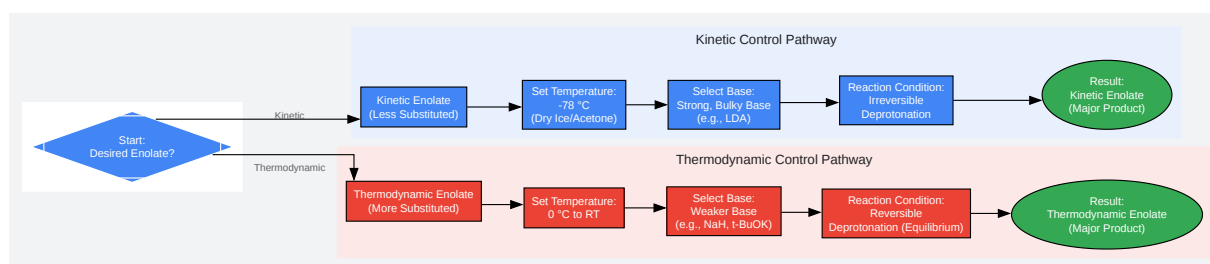 Kinetic Control Pathway
Start:
Desired Enolate?
Kinetic
Kinetic Enolate
(Less Substituted)
Set Temperature:
-78 °C
(Dry Ice/Acetone)
Select Base:
Strong, Bulky Base
(e.g., LDA)
Reaction Condition:
Irreversible
Deprotonation
Result:
Kinetic Enolate
(Major Product)
Thermodynamic
Thermodynamic Control Pathway
Thermodynamic Enolate
(More Substituted)
Set Temperature:
0 °C to RT
Select Base:
Weaker Base
(e.g., NaH, t-BuOK)
Reaction Condition:
Reversible
Deprotonation (Equilibrium)
Result:
Thermodynamic Enolate
(Major Product)